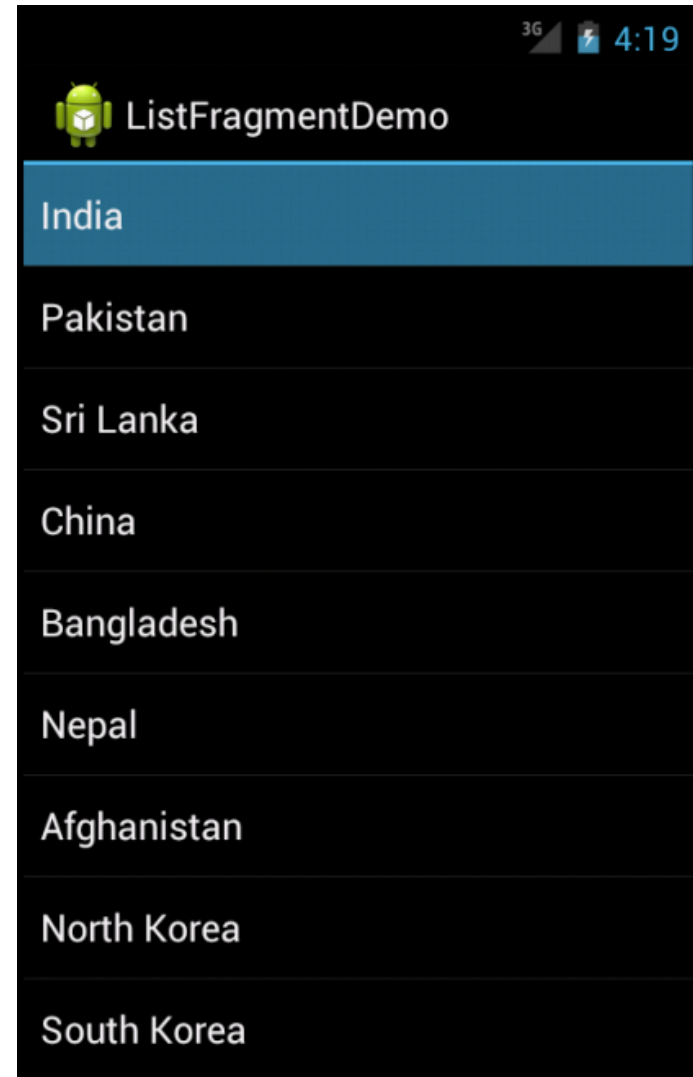 3G 4:19
ListFragmentDemo
India
Pakistan
Sri Lanka
China
Bangladesh
Nepal
Afghanistan
North Korea
South Korea